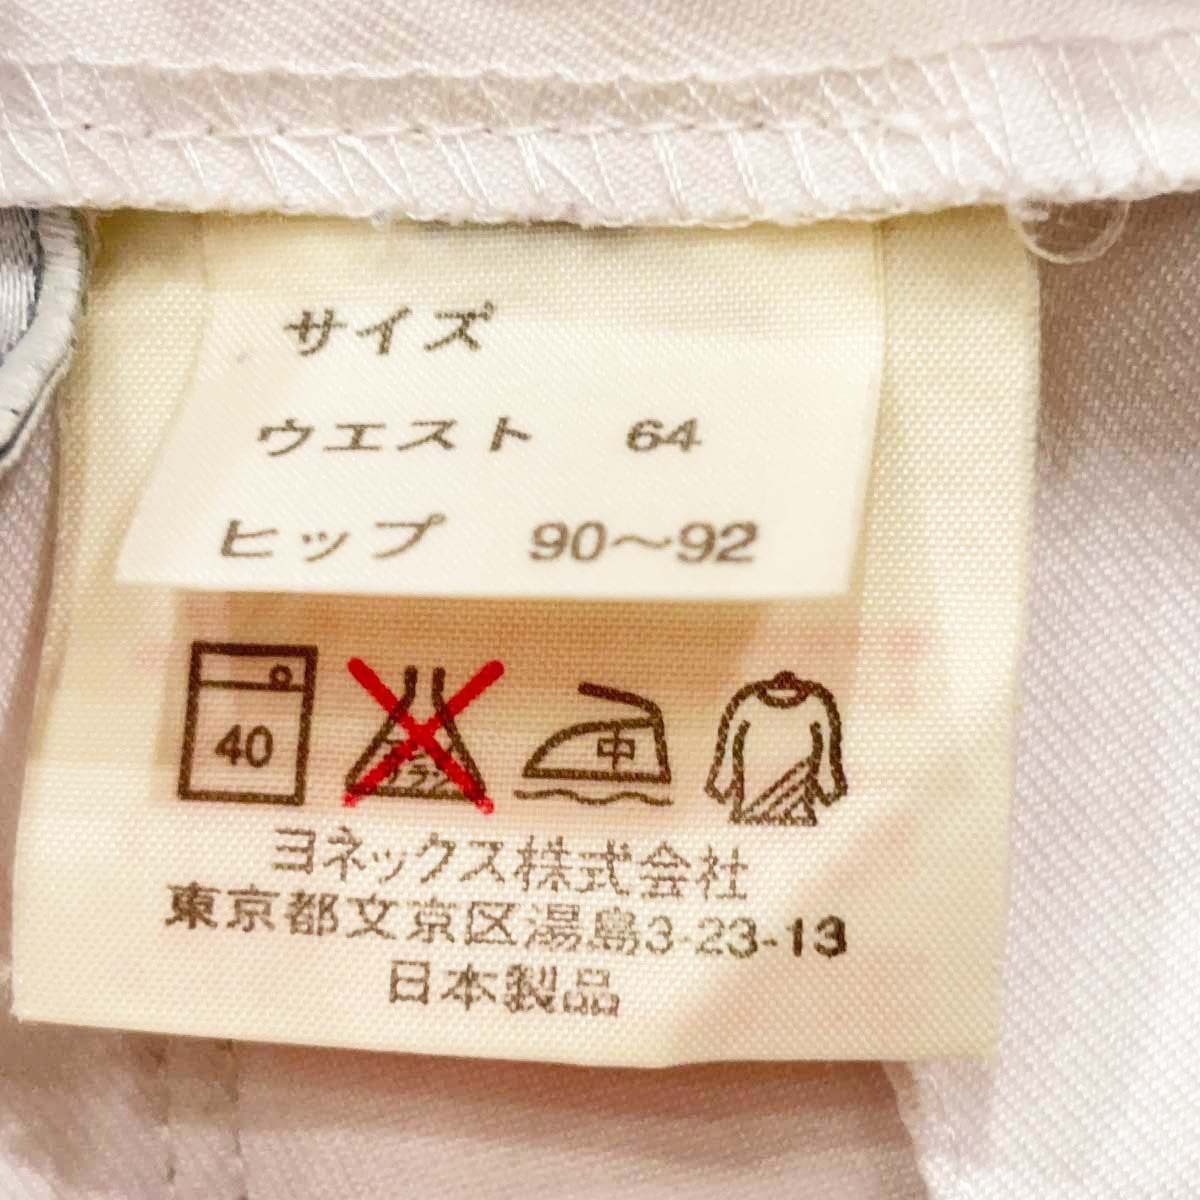 サイズ
ウエスト 64
ヒップ 90～92
40
中
ヨネックス株式会社
東京都文京区湯島3-23-13
日本製品